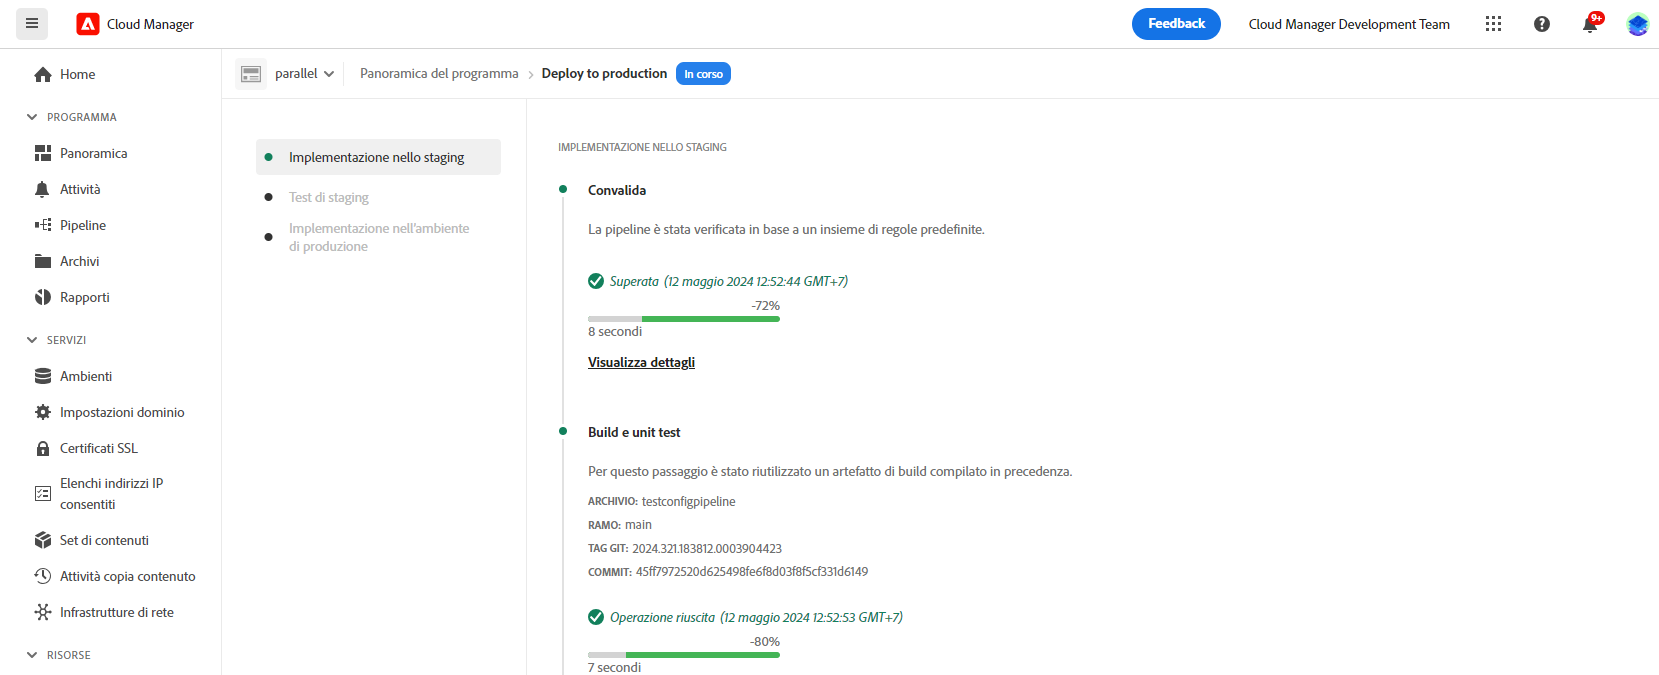 Cloud Manager
Feedback
Cloud Manager Development Team
9+
Home
PROGRAMMA
Panoramica
Attività
Pipeline
Archivi
Rapporti
SERVIZI
Ambienti
Impostazioni dominio
Certificati SSL
Elenchi indirizzi IP
consentiti
Set di contenuti
Attività copia contenuto
Infrastrutture di rete
RISORSE
parallel
Panoramica del programma
Deploy to production
In corso
Implementazione nello staging
Test di staging
Implementazione nell'ambiente
di produzione
IMPLEMENTAZIONE NELLO STAGING
Convalida
La pipeline è stata verificata in base a un insieme di regole predefinite.
Superata (12 maggio 2024 12:52:44 GMT+7)
-72%
8 secondi
Visualizza dettagli
Build e unit test
Per questo passaggio è stato riutilizzato un artefatto di build compilato in precedenza.
ARCHIVIO: testconfigpipeline
RAMO: main
TAG GIT: 2024.321.183812.0003904423
COMMIT: 45ff7972520d625498fe6f8d03f8f5cf331d6149
Operazione riuscita (12 maggio 2024 12:52:53 GMT+7)
-80%
7 secondi